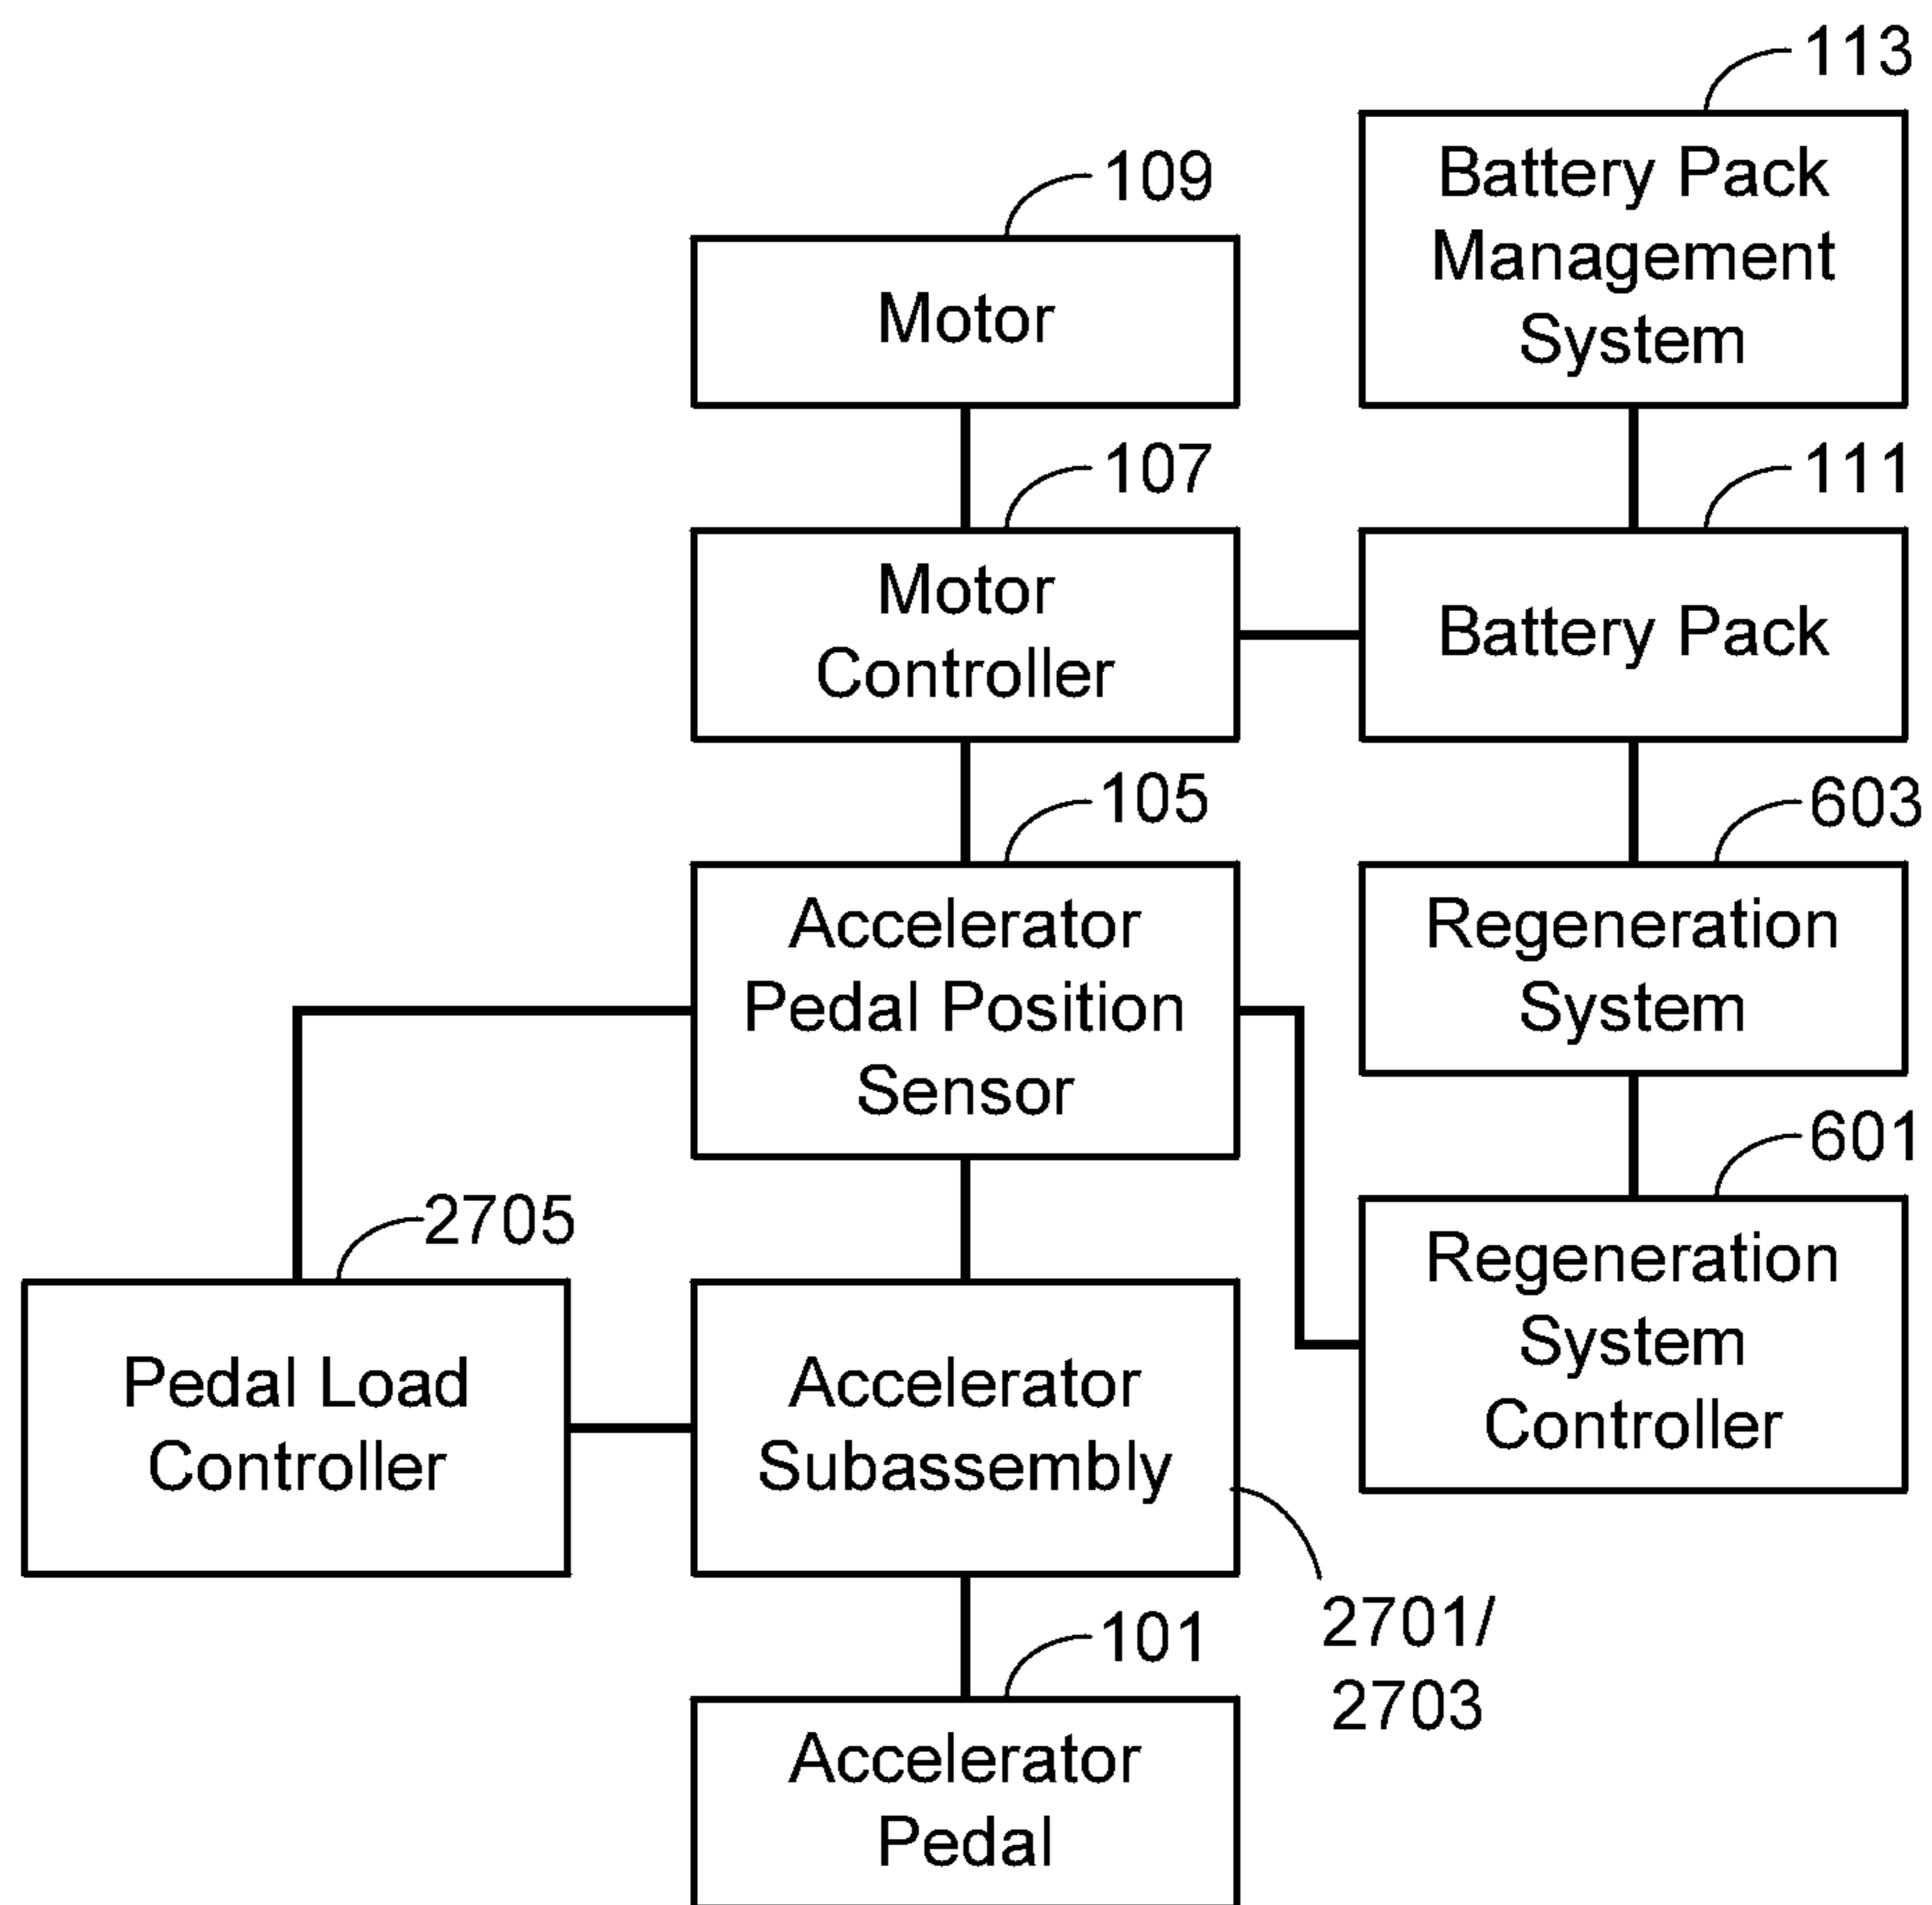 113
Battery Pack
Management
System
109
Motor
107
Motor
Controller
111
Battery Pack
105
Accelerator
Pedal Position
Sensor
603
Regeneration
System
601
Regeneration
System
Controller
2705
Pedal Load
Controller
Accelerator
Subassembly
2701/
2703
101
Accelerator
Pedal